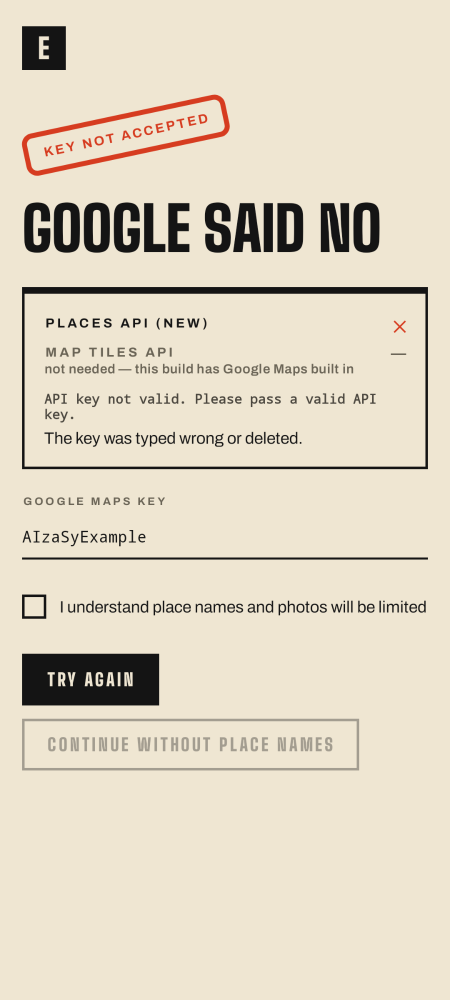 E
KEY NOT ACCEPTED
GOOGLE SAID NO
PLACES API (NEW)
MAP TILES API
not needed — this build has Google Maps built in
API key not valid. Please pass a valid API
key.
The key was typed wrong or deleted.
GOOGLE MAPS KEY
AIzaSyExample
I understand place names and photos will be limited
TRY AGAIN
CONTINUE WITHOUT PLACE NAMES